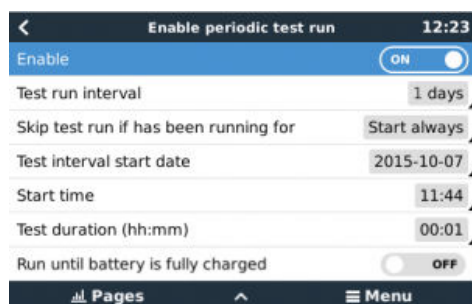 Enable periodic test run 12:23
Enable ON
Test run interval 1 days
Skip test run if has been running for Start always
Test interval start date 2015-10-07
Start time 11:44
Test duration (hh:mm) 00:01
Run until battery is fully charged OFF
Pages Menu